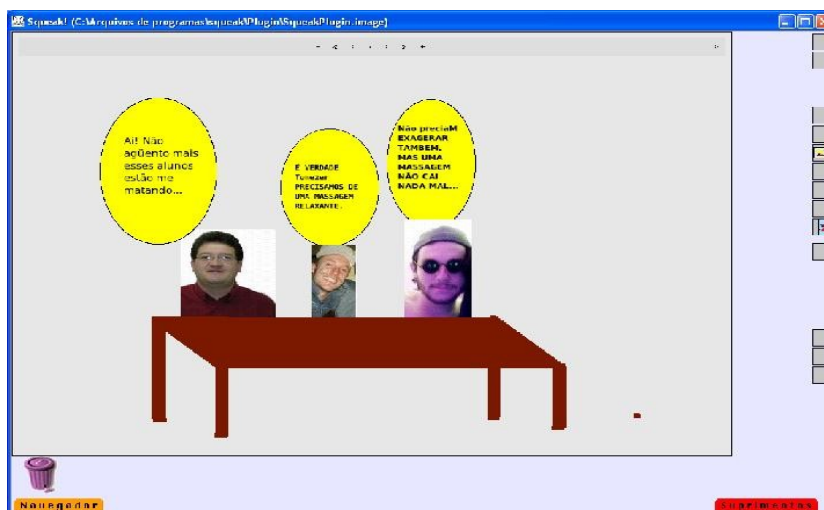 Squeak! (C:\Arquivos de programas\squeak\Plugin\SqueakPlugin.image)
Ai! Não
agüento mais
esses alunos
estão me
matando...
É VERDADE
PRECISAMOS DE
UMA MASSAGEM
RELAXANTE.
Não preciaM
EXAGERAR
TAMBEM.
MAS UMA
MASSAGEM
NÃO CAI
NADA MAL...
Navegador
Suprimentos